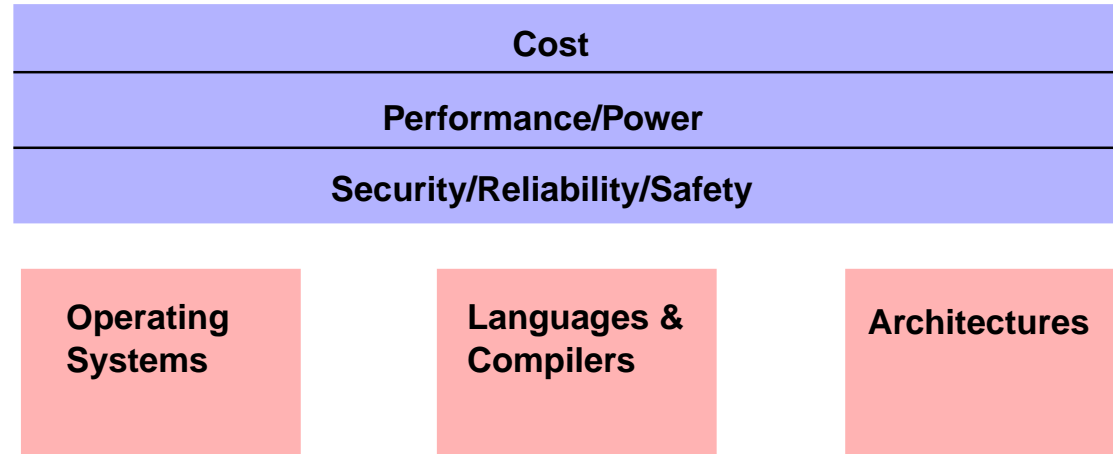 Cost
Performance/Power
Security/Reliability/Safety
Operating
Systems
Languages &
Compilers
Architectures